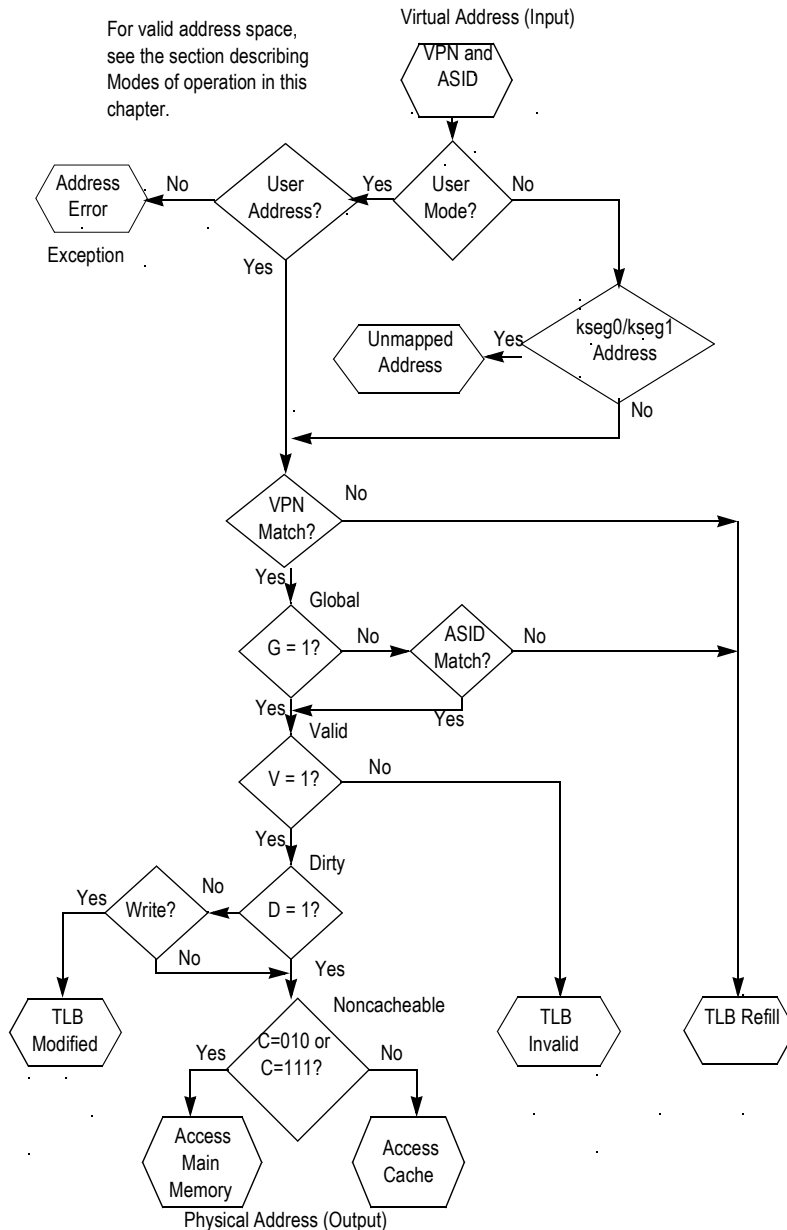 Virtual Address (Input)
For valid address space,
see the section describing
Modes of operation in this
chapter.
VPN and
ASID
Address
Error
No
User
Address?
Yes
User
Mode?
No
Exception
Yes
Unmapped
Address
Yes
kseg0/kseg1
Address
No
VPN
Match?
No
Yes
Global
G = 1?
No
ASID
Match?
No
Yes
Yes
Valid
V = 1?
No
Yes
Dirty
Yes
Write?
No
D = 1?
No
Yes
TLB
Modified
Noncacheable
TLB
Invalid
TLB Refill
Yes
C=010 or
C=111?
No
Access
Main
Memory
Access
Cache
Physical Address (Output)